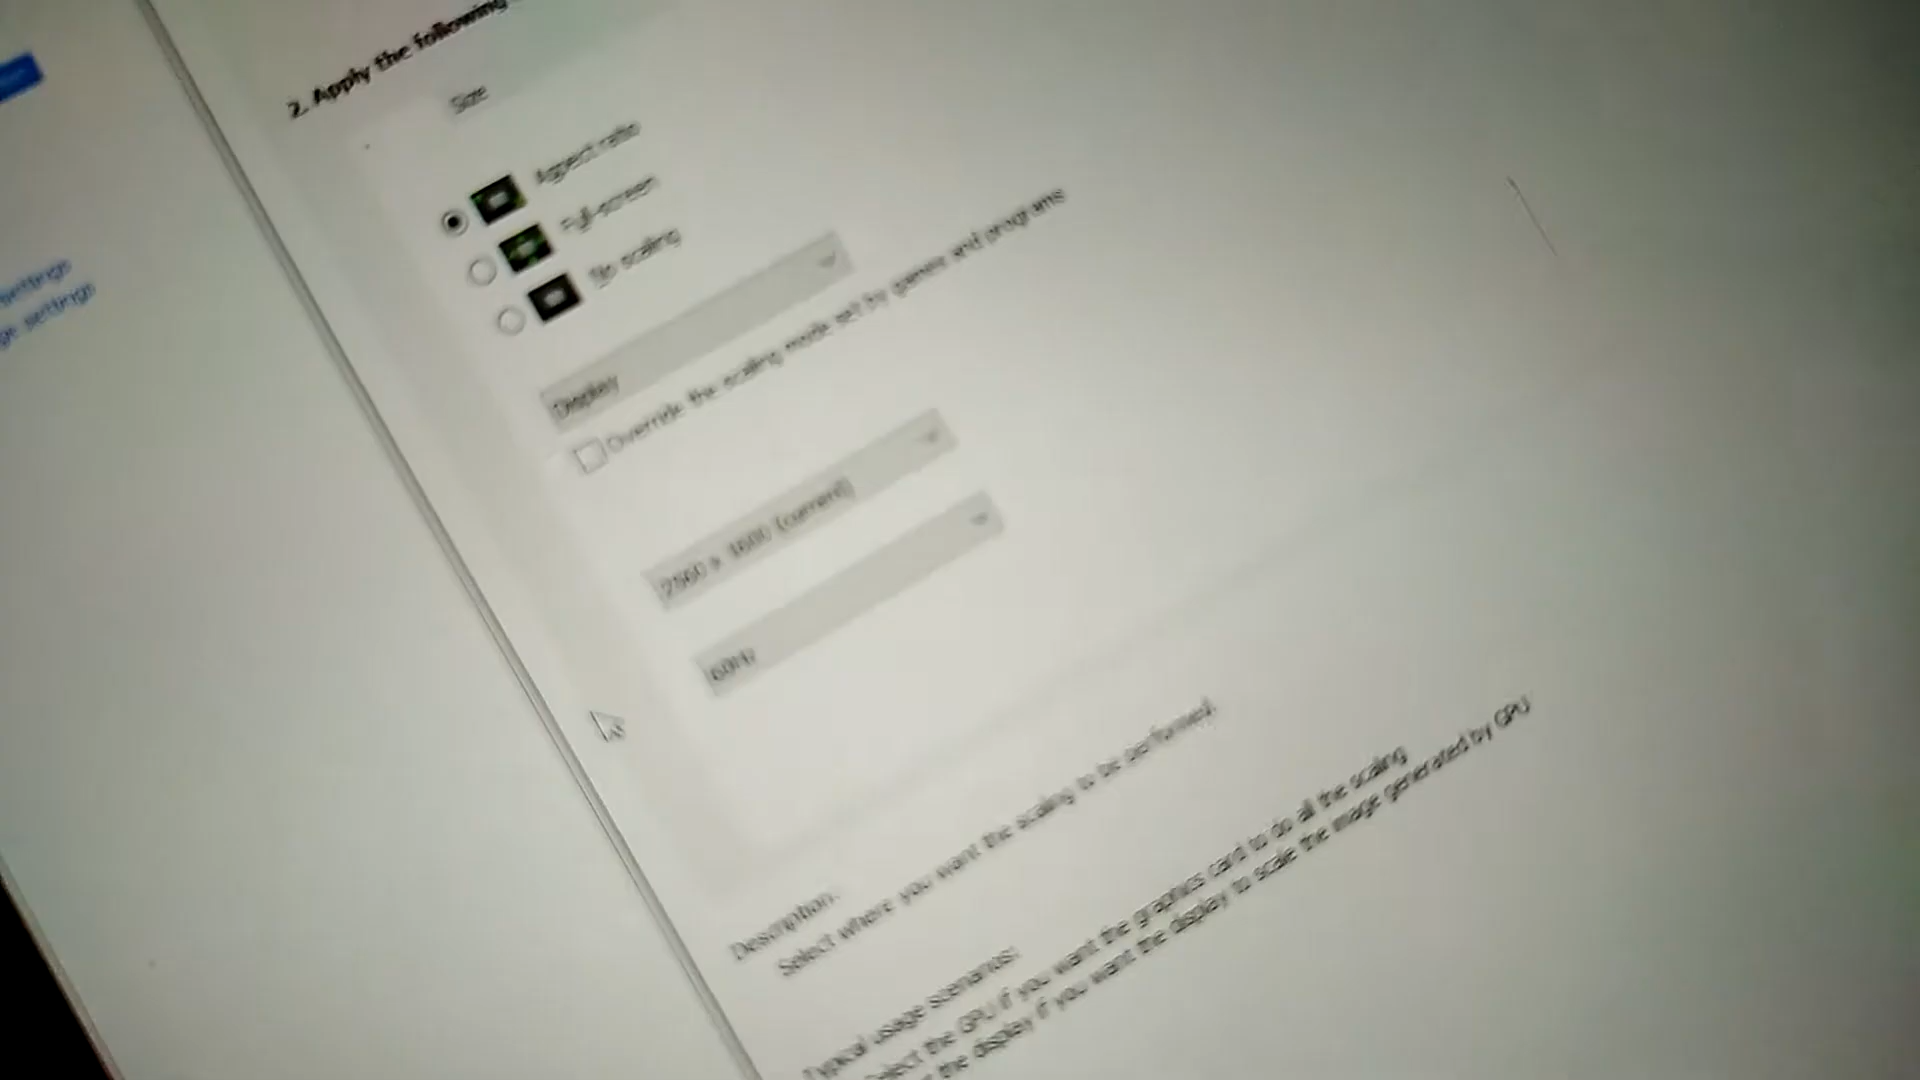 2. Apply the following
Size
Aspect ratio
Full-screen
No scaling
Display
Override the scaling mode set by games and programs
2560 x 1600 (current)
60Hz
settings
ge settings
Description:
Select where you want the scaling to be performed.
Typical usage scenarios:
Select the GPU if you want the graphics card to do all the scaling
the display if you want the display to scale the image generated by GPU